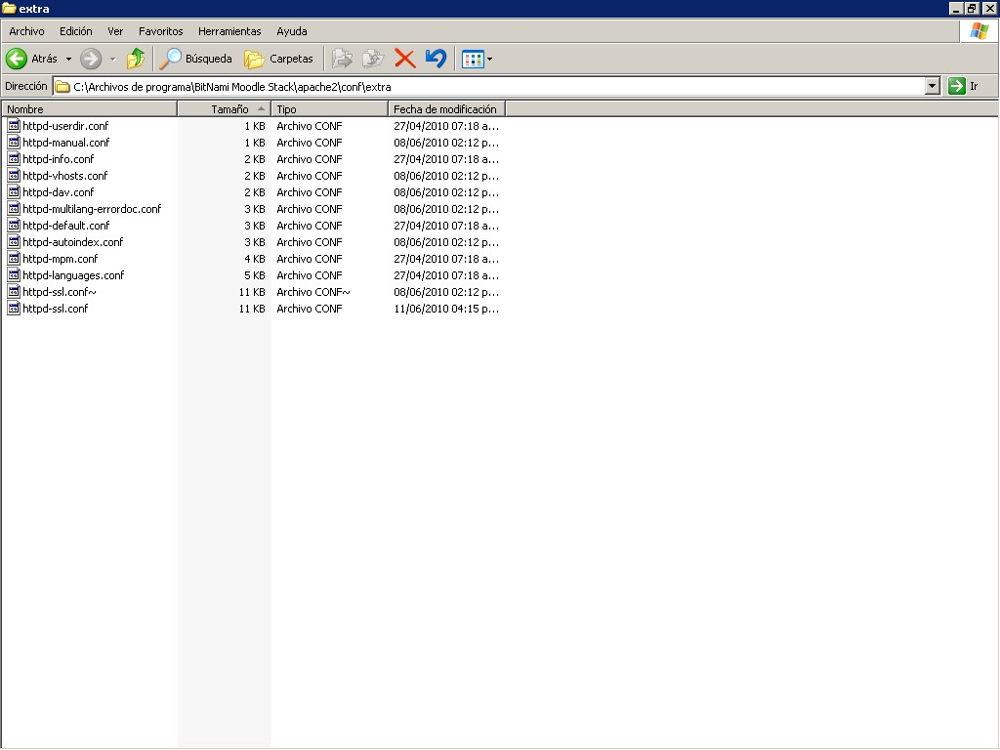 extra
Archivo Edición Ver Favoritos Herramientas Ayuda
Atrás Búsqueda Carpetas
Dirección C:\Archivos de programa\BitNami Moodle Stack\apache2\conf\extra Ir
Nombre Tamaño Tipo Fecha de modificación
httpd-userdir.conf 1 KB Archivo CONF 27/04/2010 07:18 a...
httpd-manual.conf 1 KB Archivo CONF 08/06/2010 02:12 p...
httpd-info.conf 2 KB Archivo CONF 27/04/2010 07:18 a...
httpd-vhosts.conf 2 KB Archivo CONF 08/06/2010 02:12 p...
httpd-dav.conf 2 KB Archivo CONF 08/06/2010 02:12 p...
httpd-multilang-errordoc.conf 3 KB Archivo CONF 08/06/2010 02:12 p...
httpd-default.conf 3 KB Archivo CONF 27/04/2010 07:18 a...
httpd-autoindex.conf 3 KB Archivo CONF 08/06/2010 02:12 p...
httpd-mpm.conf 4 KB Archivo CONF 27/04/2010 07:18 a...
httpd-languages.conf 5 KB Archivo CONF 27/04/2010 07:18 a...
httpd-ssl.conf~ 11 KB Archivo CONF~ 08/06/2010 02:12 p...
httpd-ssl.conf 11 KB Archivo CONF 11/06/2010 04:15 p...